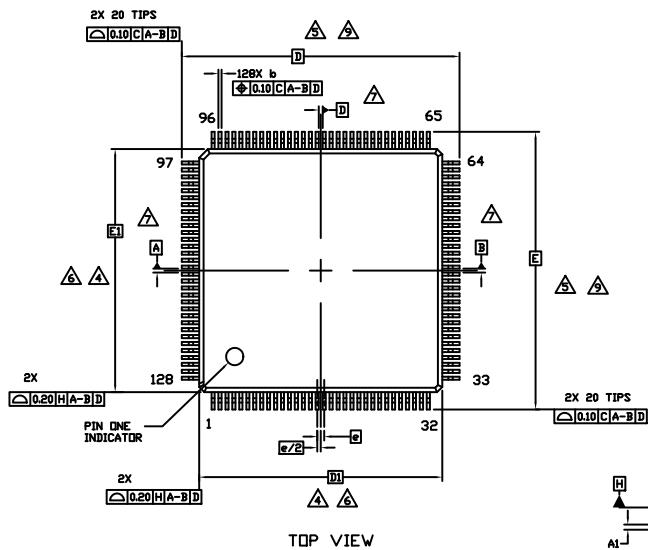 2X 20 TIPS
⌓ 0.10 C A-B D
5 9
D
128X b
⌖ 0.10 C A-B D
7
D
96
65
97
64
7
7
E1
A
B
E
6 4
5 9
2X
⌓ 0.20 H A-B D
128
33
2X 20 TIPS
⌓ 0.10 C A-B D
PIN ONE
INDICATOR
1
32
e
e/2
2X
⌓ 0.20 H A-B D
D1
4 6
H
A1
TOP VIEW